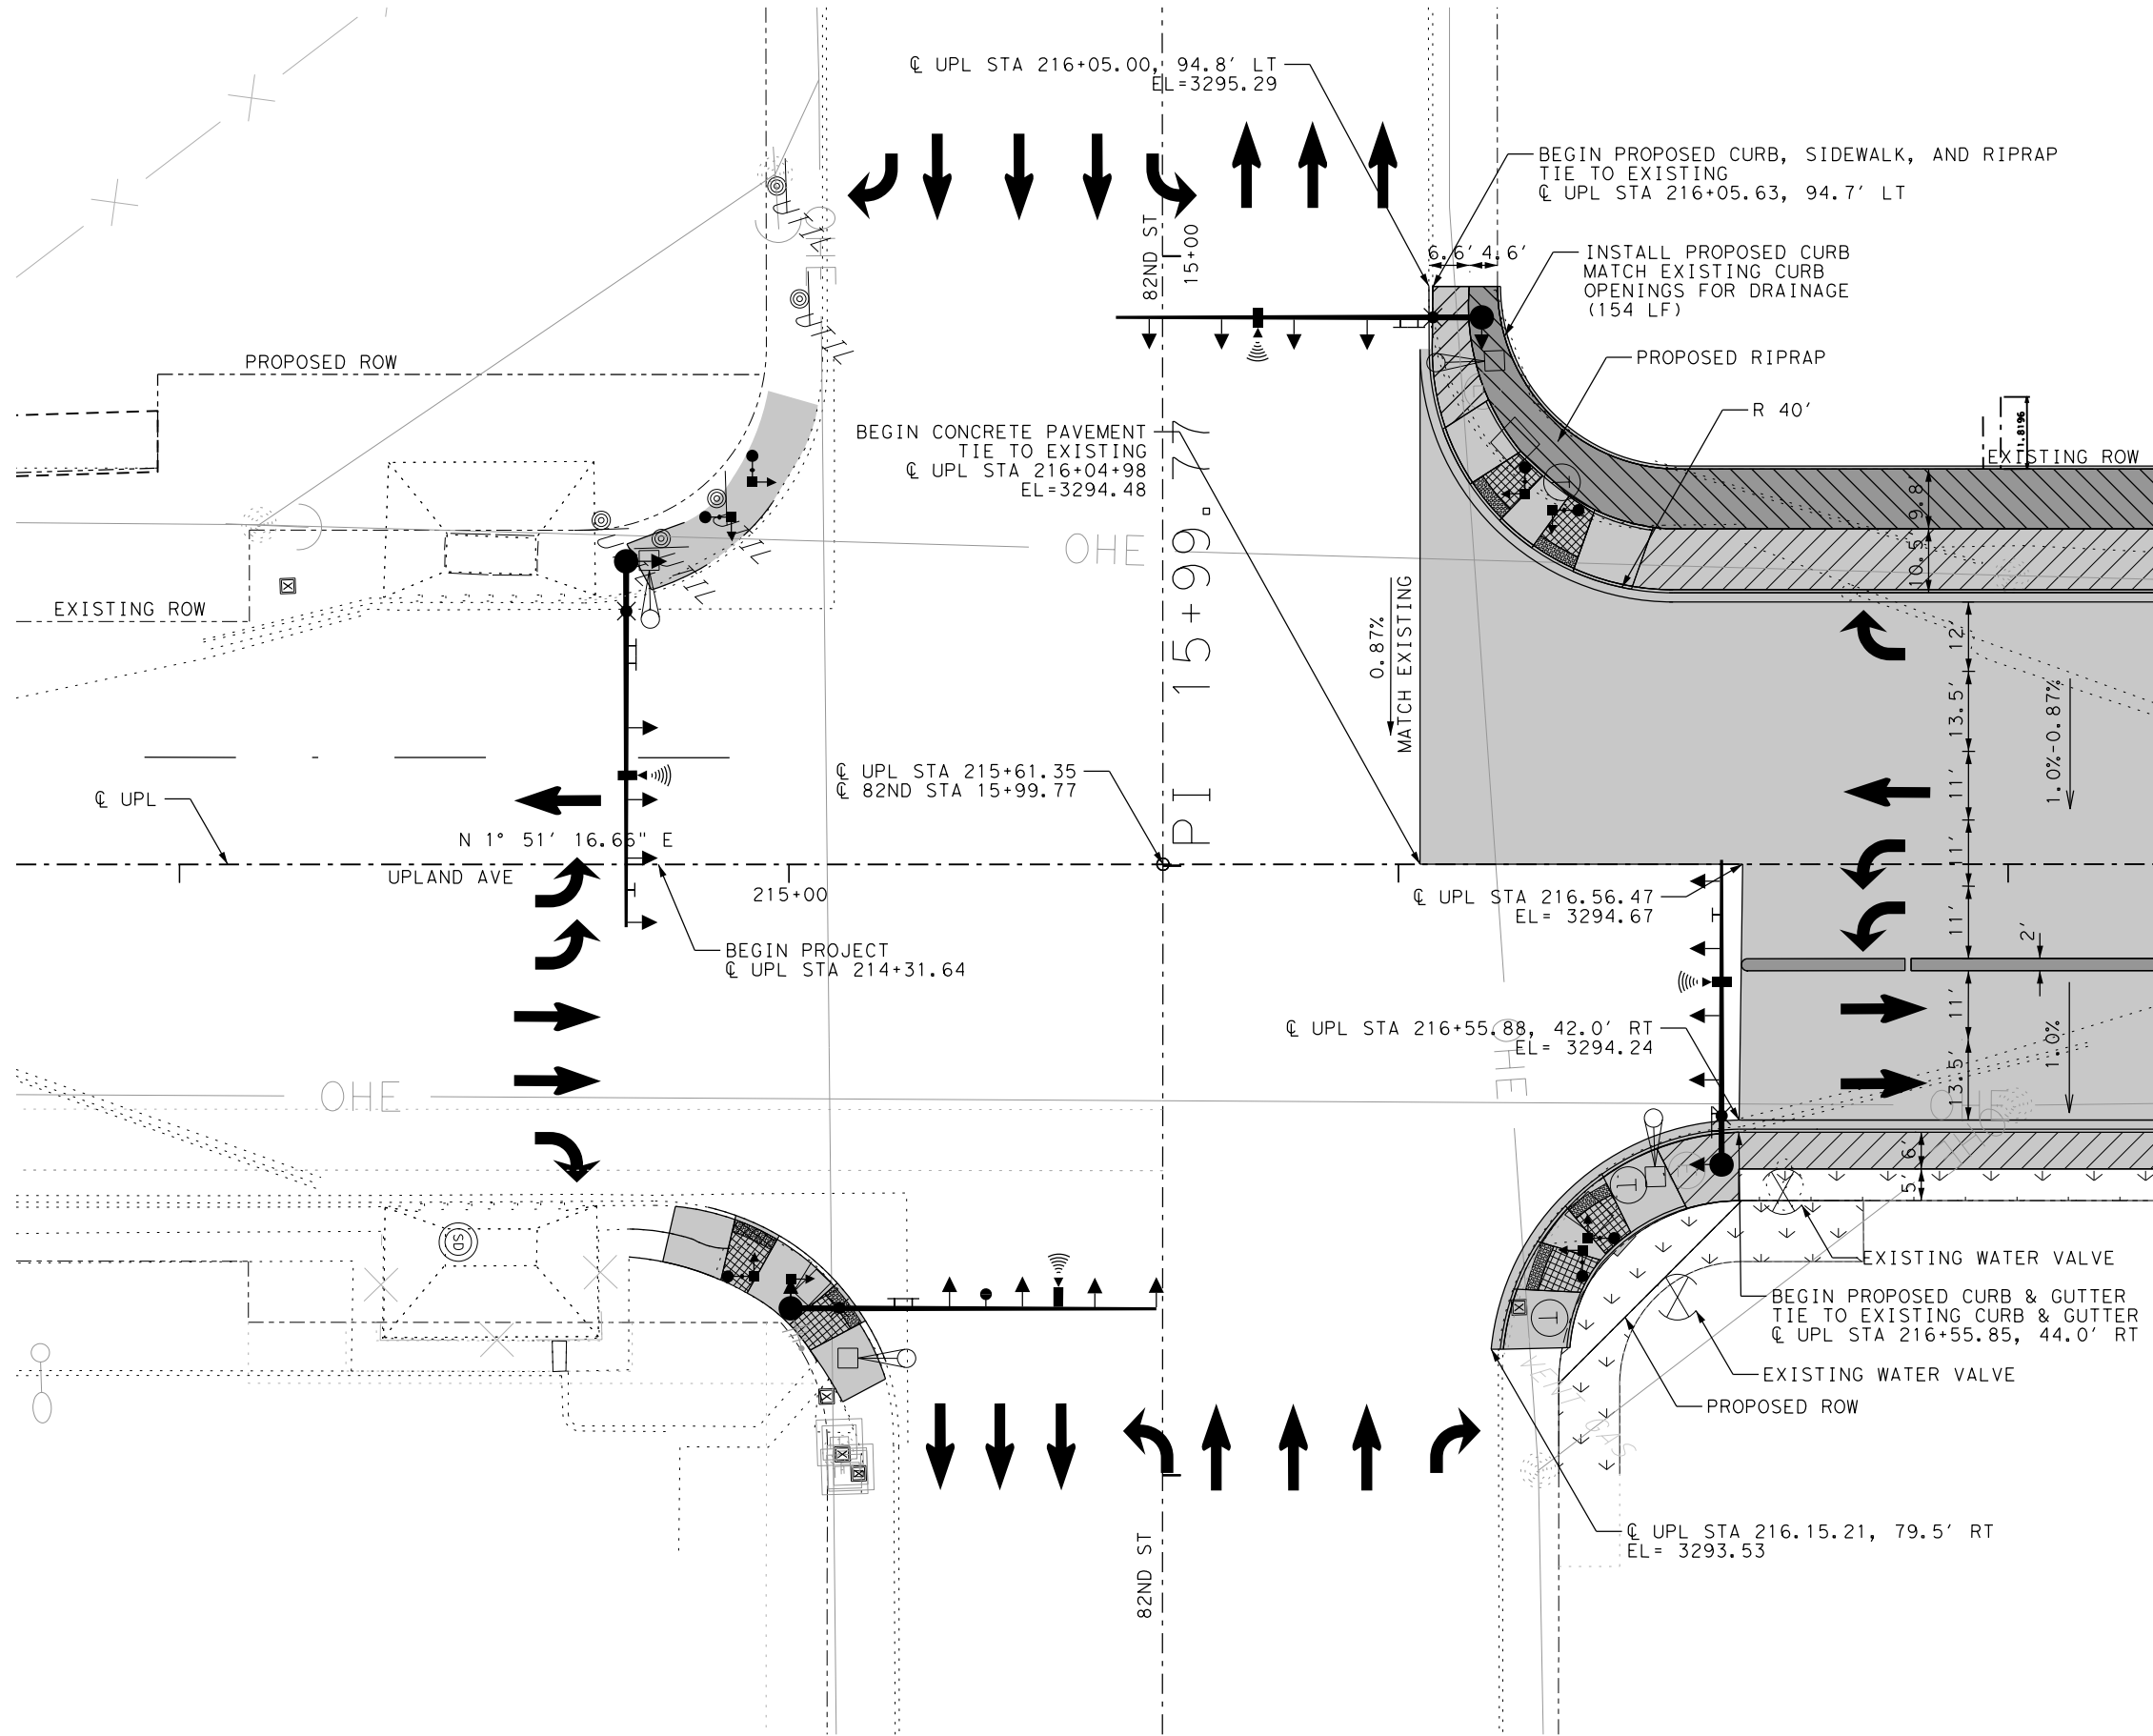 ℄ UPL STA 216+05.00, 94.8' LT
EL=3295.29
BEGIN PROPOSED CURB, SIDEWALK, AND RIPRAP
TIE TO EXISTING
℄ UPL STA 216+05.63, 94.7' LT
82ND ST
15+00
6.6' 4.6'
INSTALL PROPOSED CURB
MATCH EXISTING CURB
OPENINGS FOR DRAINAGE
(154 LF)
OHE
PROPOSED ROW
PROPOSED RIPRAP
R 40'
BEGIN CONCRETE PAVEMENT
TIE TO EXISTING
℄ UPL STA 216+04+98
EL=3294.48
1.8196
EXISTING ROW
9.8
10.5'
OHE
PI 15+99.77
EXISTING ROW
0.87%
MATCH EXISTING
12'
13.5'
11'
11'
11'
1.0%-0.87%
℄ UPL STA 215+61.35
℄ 82ND STA 15+99.77
℄ UPL
N 1° 51' 16.66" E
UPLAND AVE
215+00
℄ UPL STA 216.56.47
EL= 3294.67
BEGIN PROJECT
℄ UPL STA 214+31.64
2'
11'
13.5'
1.0%
℄ UPL STA 216+55.88, 42.0' RT
EL= 3294.24
OHE
OHE
OHE
6'
5'
T
T
SD
EXISTING WATER VALVE
BEGIN PROPOSED CURB & GUTTER
TIE TO EXISTING CURB & GUTTER
℄ UPL STA 216+55.85, 44.0' RT
EXISTING WATER VALVE
PROPOSED ROW
82ND ST
℄ UPL STA 216.15.21, 79.5' RT
EL= 3293.53